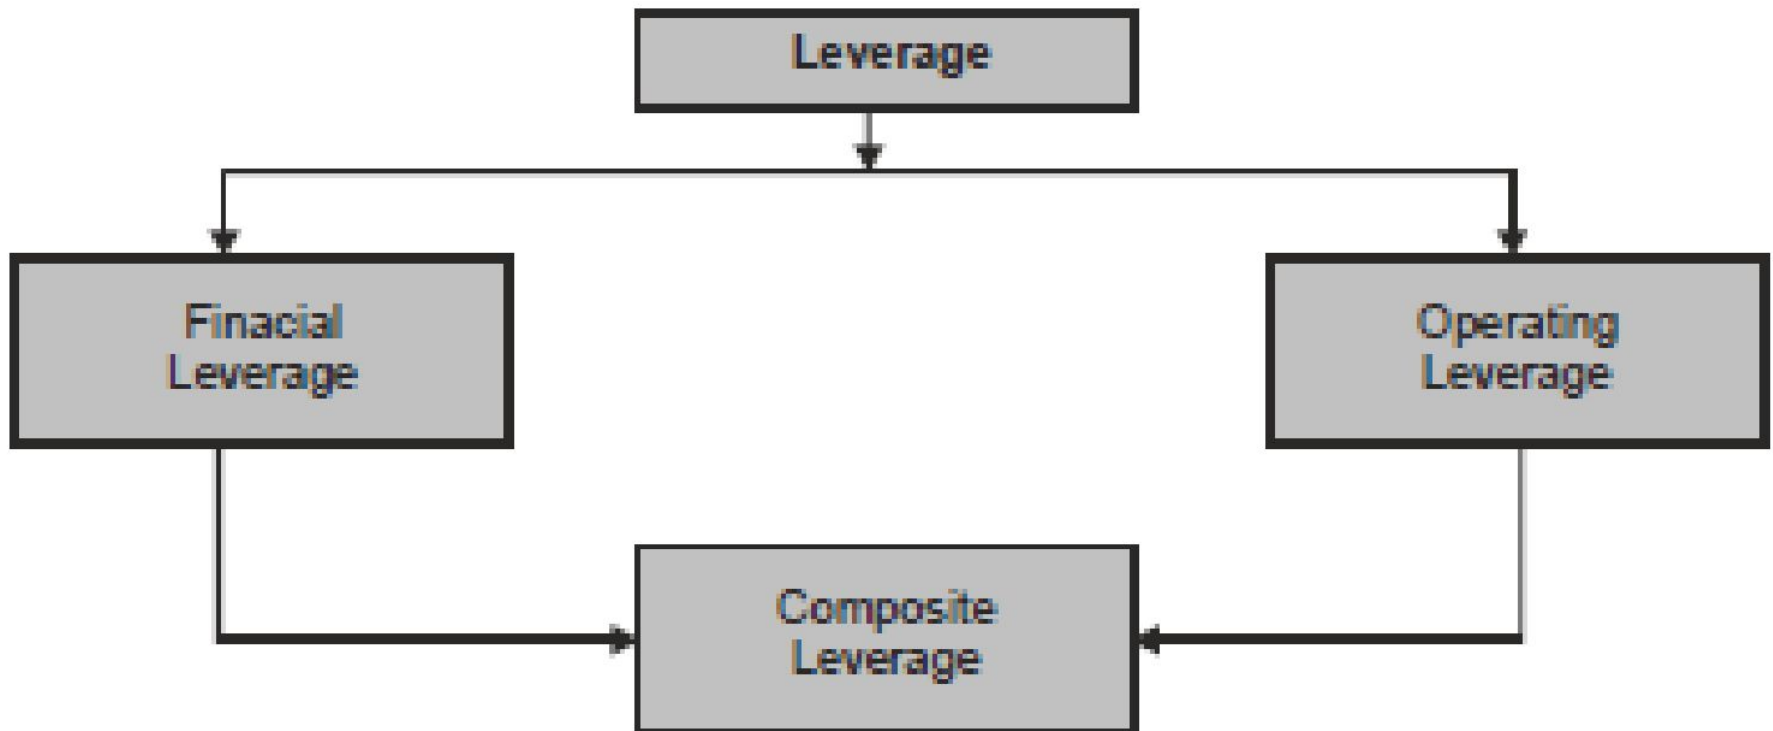 Leverage
Finacial
Leverage
Operating
Leverage
Composite
Leverage